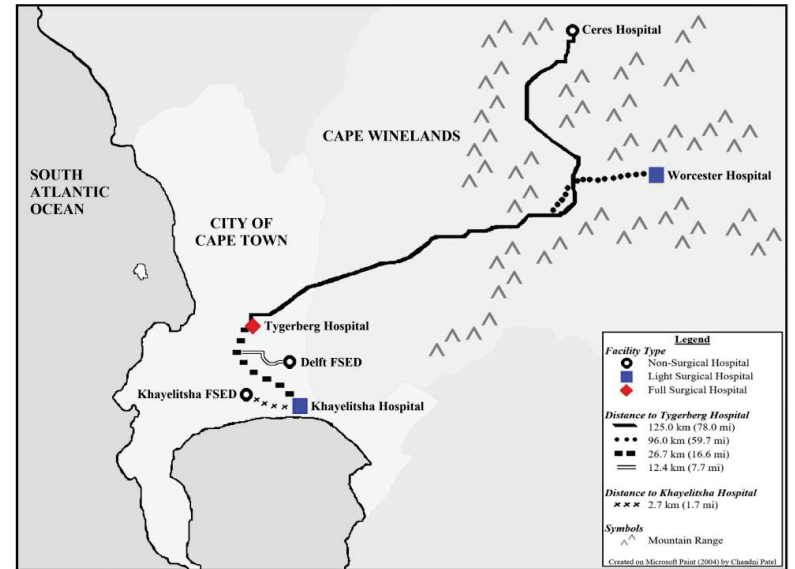 Ceres Hospital
CAPE WINELANDS
Worcester Hospital
SOUTH
ATLANTIC
OCEAN
CITY OF
CAPE TOWN
Tygerberg Hospital
Delft FSED
Khayelitsha FSED
Khayelitsha Hospital
Legend
Facility Type
Non-Surgical Hospital
Light Surgical Hospital
Full Surgical Hospital
Distance to Tygerberg Hospital
125.0 km (78.0 mi)
96.0 km (59.7 mi)
26.7 km (16.6 mi)
12.4 km (7.7 mi)
Distance to Khayelitsha Hospital
2.7 km (1.7 mi)
Symbols
Mountain Range
Created on Microsoft Paint (2004) by Chandni Patel